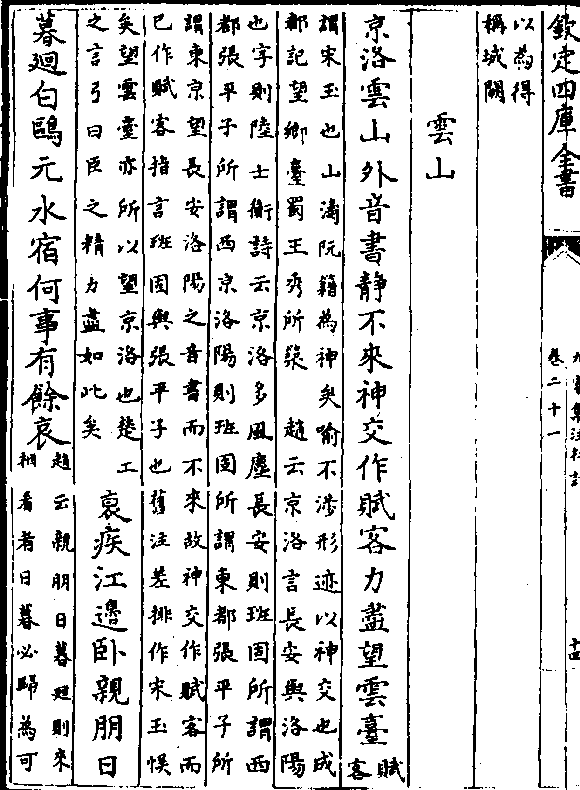 欽定四庫全書
卷二十一
十四
以為得
稱城闕
雲山
京洛雲山外音書靜不來神交作賦客力盡望雲臺
賦
客
謂宋玉也山濤阮籍為神矣喻不涉形迹以神交也成
都記望鄉臺蜀王秀所築 趙云京洛言長安與洛陽
也字則陸士衡詩云京洛多風塵長安則班固所謂西
都張平子所謂西京洛陽則班固所謂東都張平子所
謂東京望長安洛陽之音書而不來故神交作賦客而
已作賦客指言班固與張平子也舊注差排作宋玉悞
矣望雲臺亦所以望京洛也楚工
之言弓曰臣之精力盡如此矣
衰疾江邊卧親朋日
暮迴白鷗元水宿何事有餘哀
趙云親朋日暮迴則來
相看者日暮必歸為可